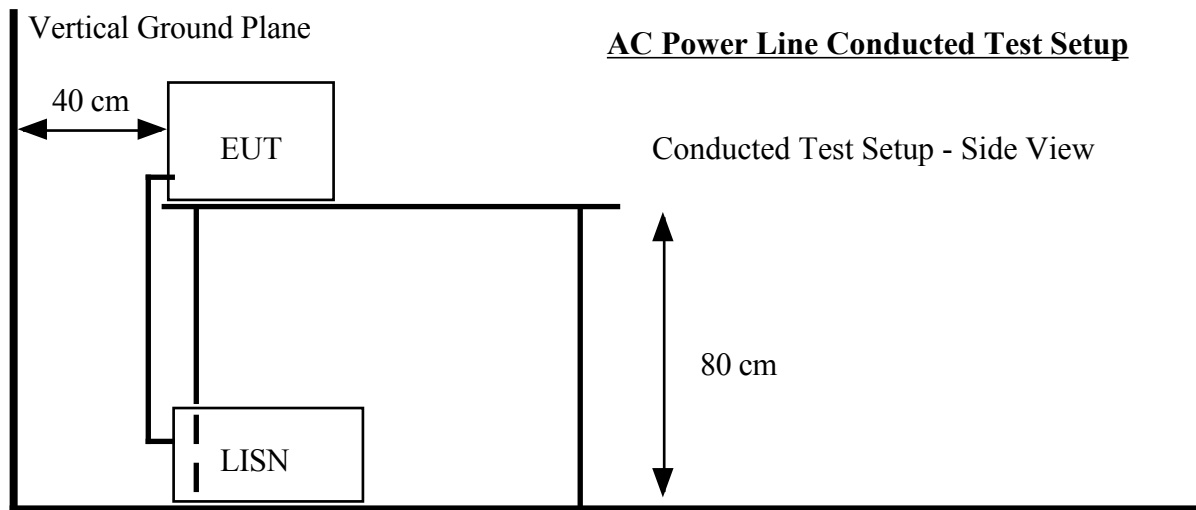 Vertical Ground Plane
AC Power Line Conducted Test Setup
40 cm
EUT
Conducted Test Setup - Side View
80 cm
LISN